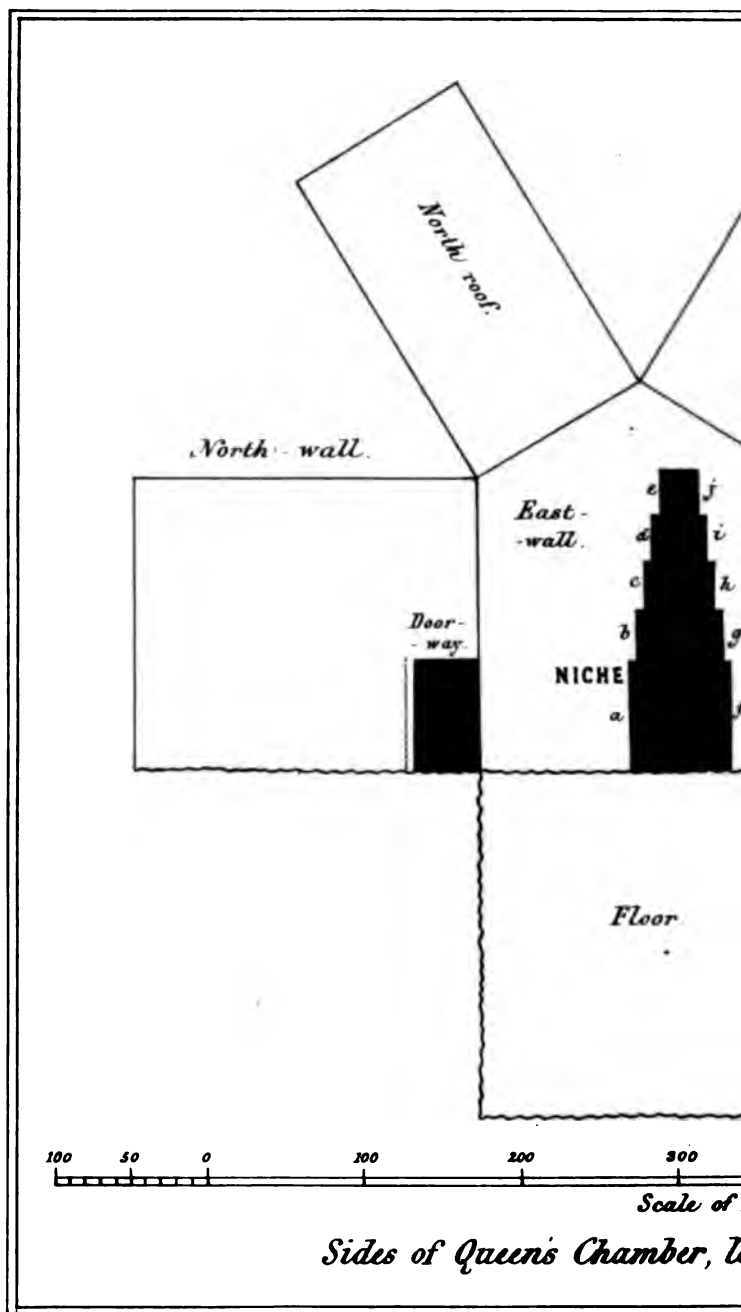 North roof.
North - wall.
East-
-wall.
e
j
d
i
c
h
b
g
a
f
Door-
-way.
NICHE
Floor
100 50 0 100 200 300
Scale of
Sides of Queen's Chamber,